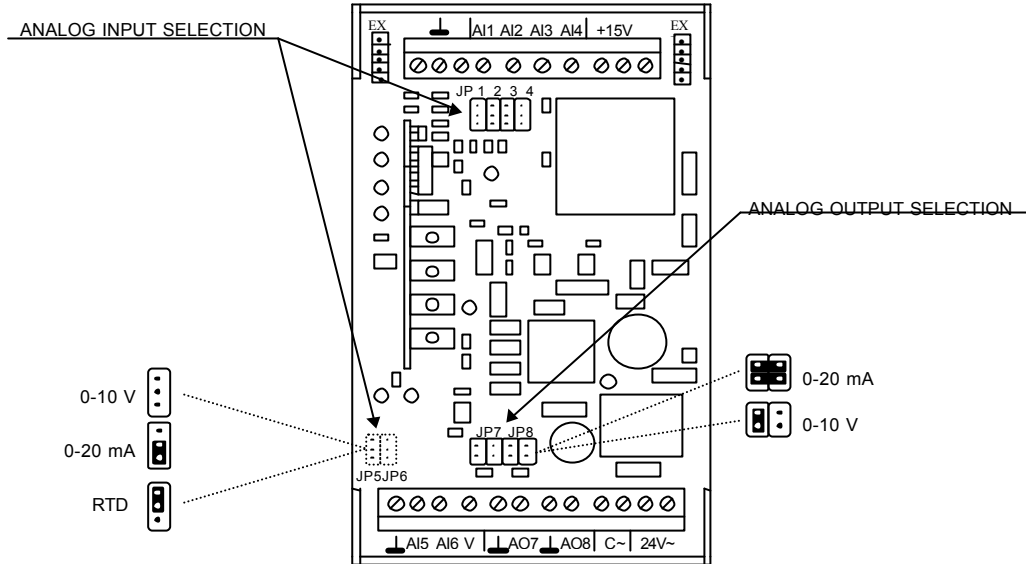 ANALOG INPUT SELECTION
EX
AI1 AI2 AI3 AI4 +15V
EX
JP 1 2 3 4
ANALOG OUTPUT SELECTION
0-10 V
0-20 mA
RTD
0-20 mA
0-10 V
JP7 JP8
JP5JP6
AI5 AI6 V AO7 AO8 C~ 24V~